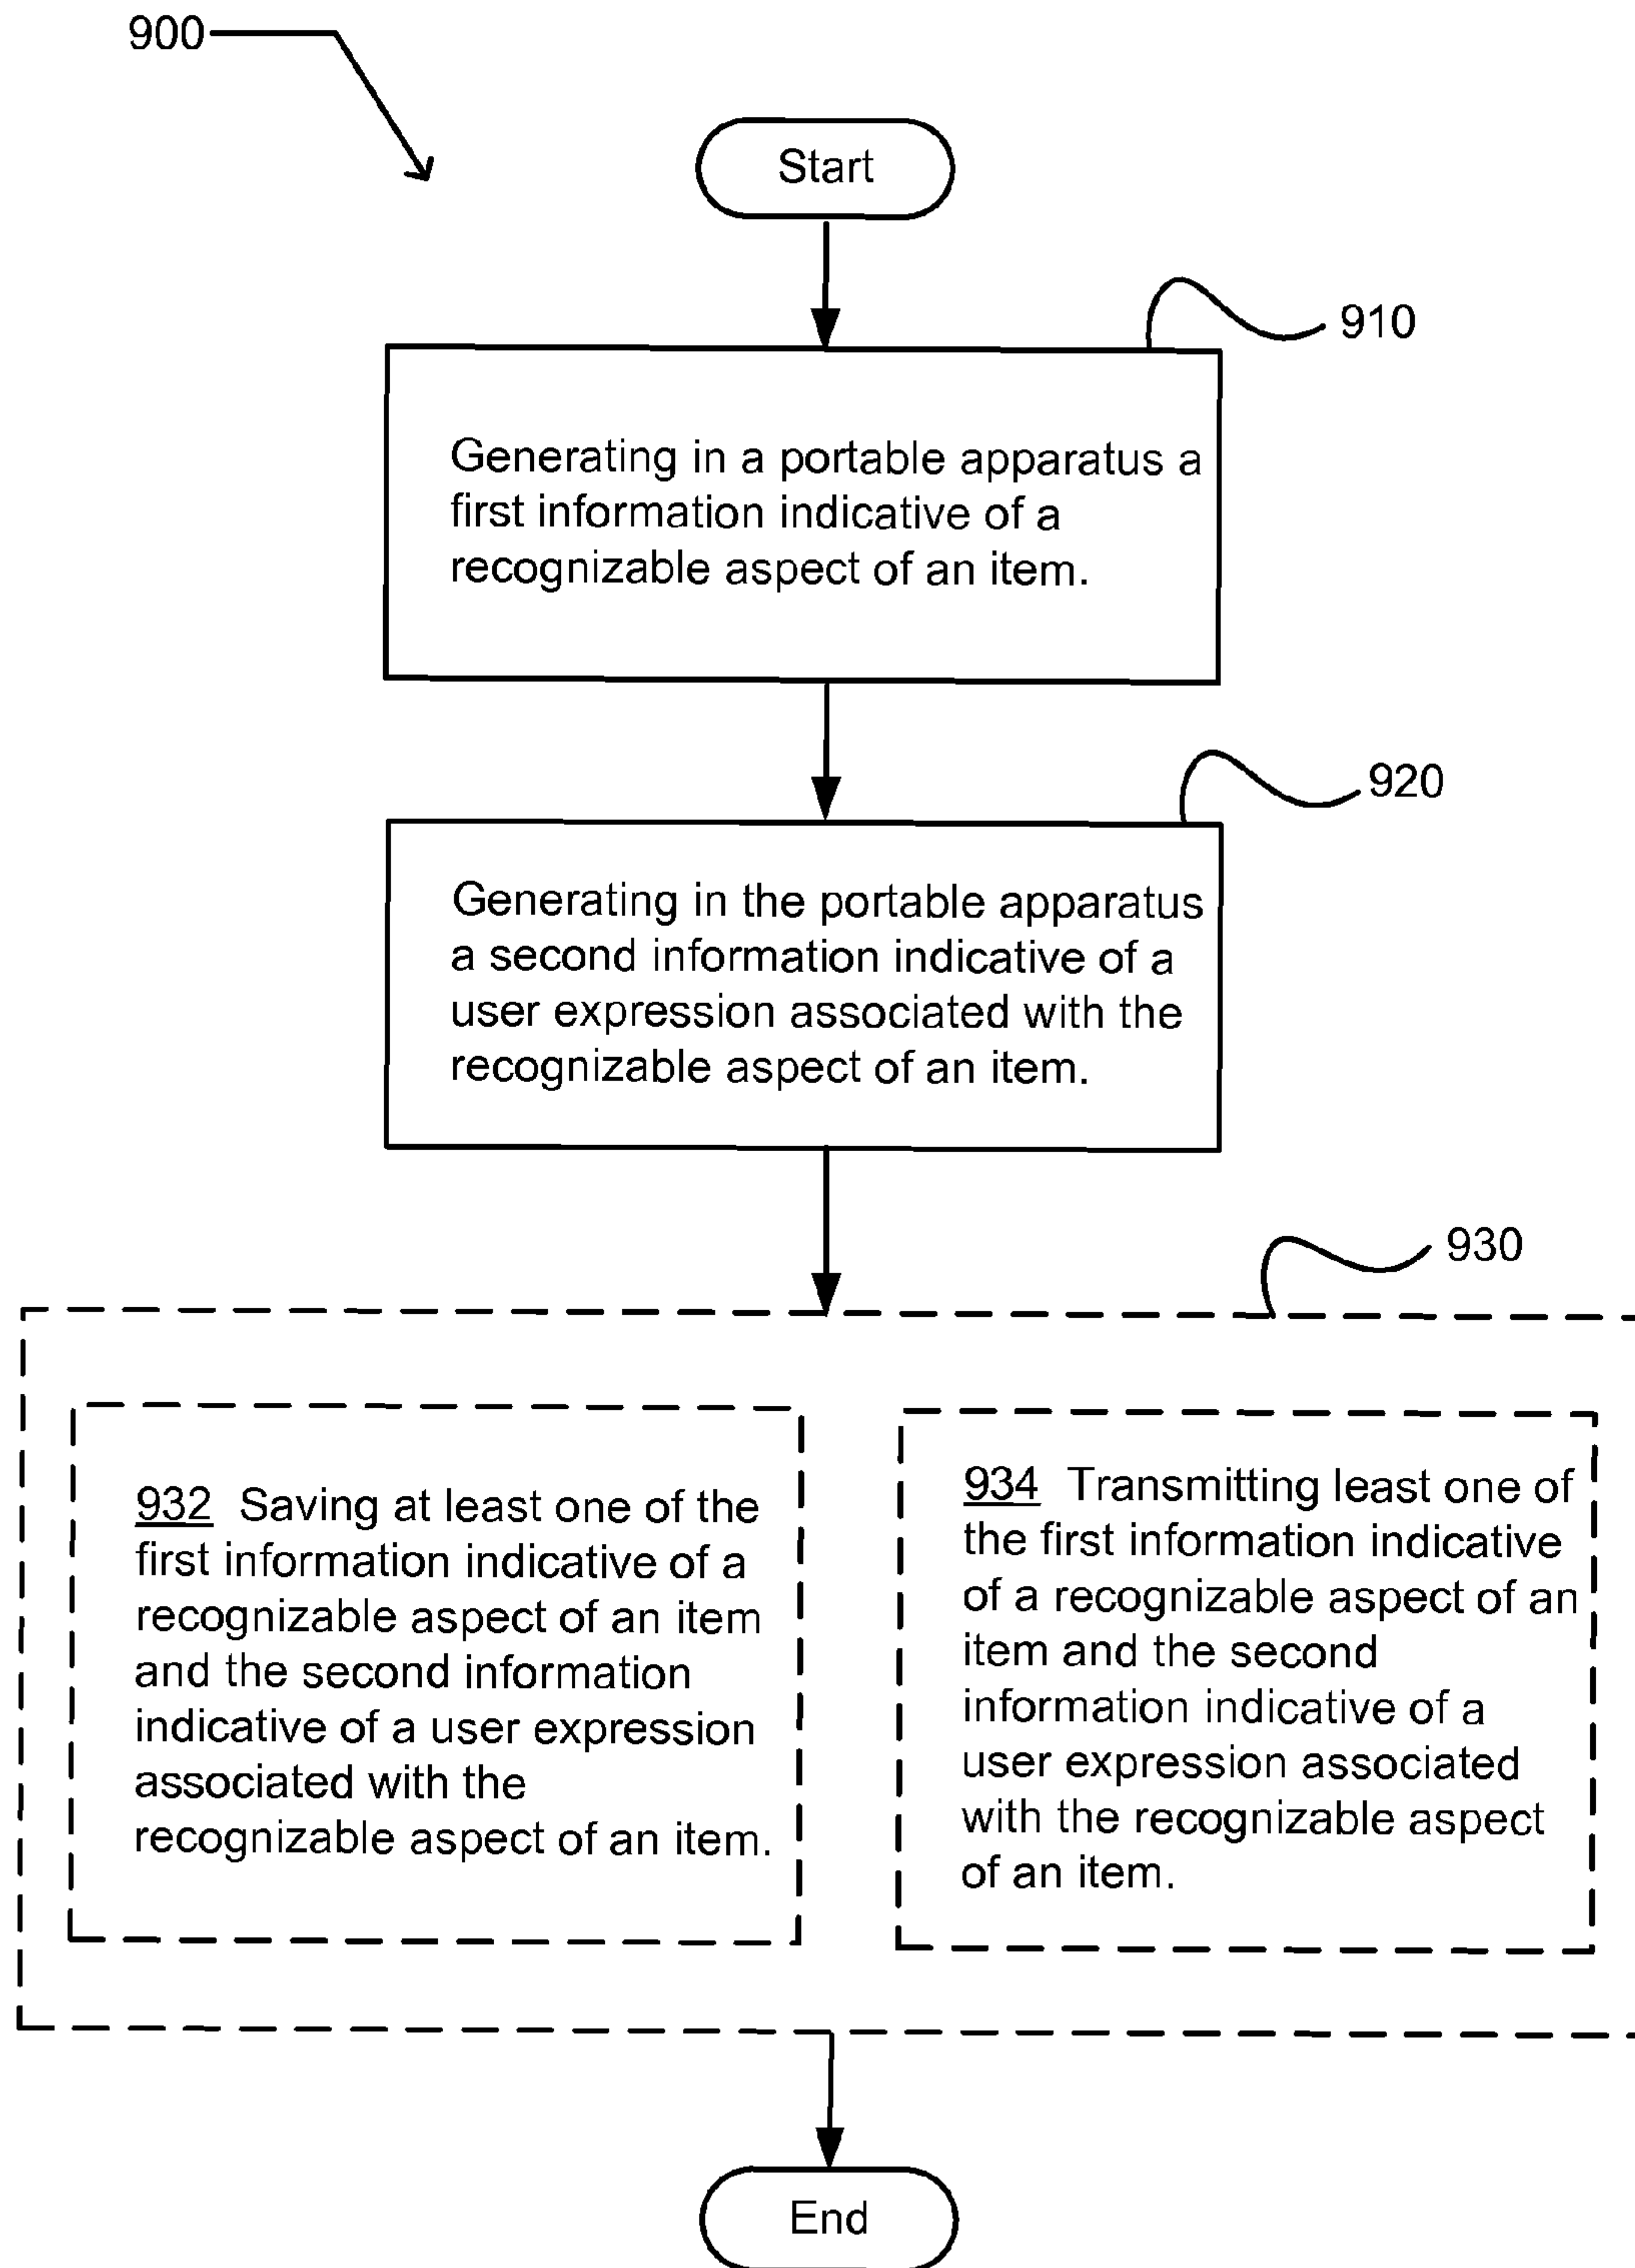 900
Start
910
Generating in a portable apparatus a
first information indicative of a
recognizable aspect of an item.
920
Generating in the portable apparatus
a second information indicative of a
user expression associated with the
recognizable aspect of an item.
930
932 Saving at least one of the
first information indicative of a
recognizable aspect of an item
and the second information
indicative of a user expression
associated with the
recognizable aspect of an item.
934 Transmitting least one of
the first information indicative
of a recognizable aspect of an
item and the second
information indicative of a
user expression associated
with the recognizable aspect
of an item.
End